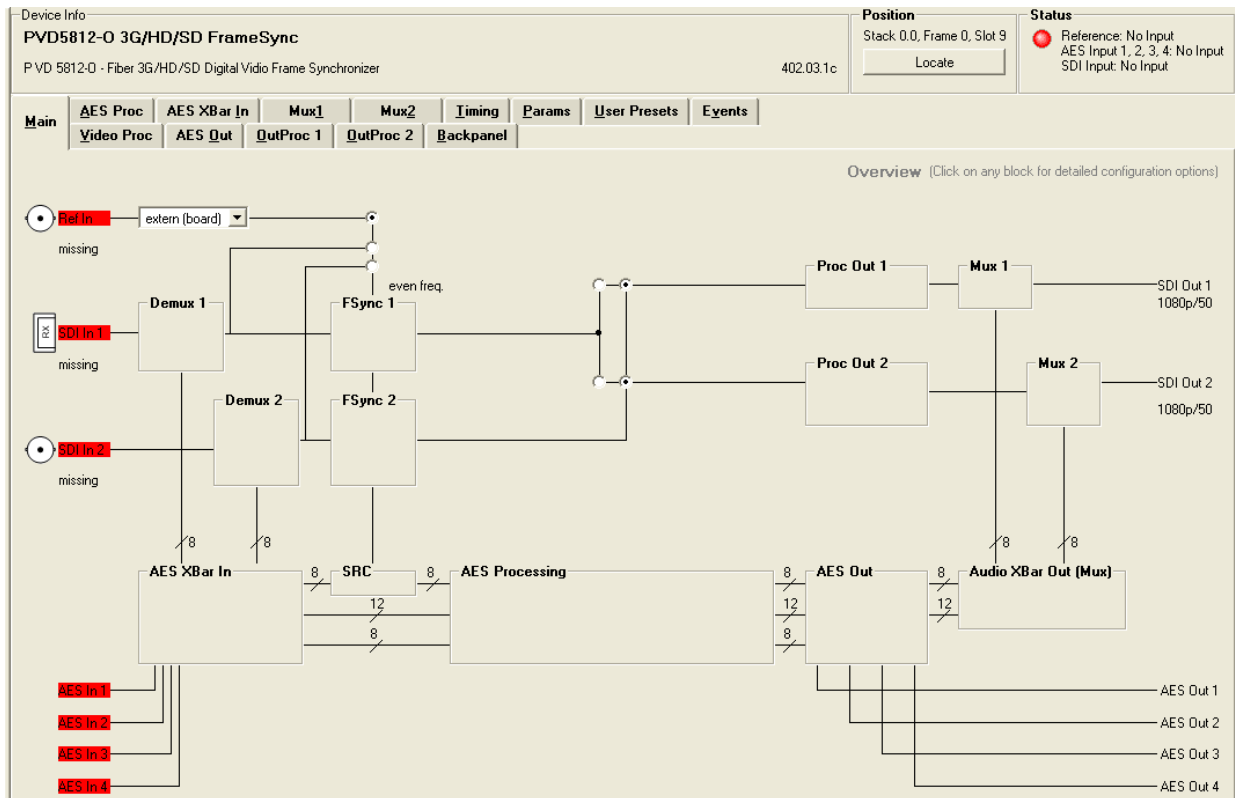 Device Info
PVD5812-O 3G/HD/SD FrameSync
P VD 5812-O - Fiber 3G/HD/SD Digital Vidio Frame Synchronizer
402.03.1c
Position
Stack 0.0, Frame 0, Slot 9
Locate
Status
Reference: No Input
AES Input 1, 2, 3, 4: No Input
SDI Input: No Input
Main
AES Proc
AES XBar In
Mux1
Mux2
Timing
Params
User Presets
Events
Video Proc
AES Out
OutProc 1
OutProc 2
Backpanel
Overview (Click on any block for detailed configuration options)
Ref In
extern (board)
missing
even freq.
Demux 1
FSync 1
Proc Out 1
Mux 1
SDI Out 1
1080p/50
RX
SDI In 1
missing
Proc Out 2
Mux 2
SDI Out 2
1080p/50
Demux 2
FSync 2
SDI In 2
missing
8
8
8
8
AES XBar In
8
SRC
8
AES Processing
8
AES Out
8
Audio XBar Out (Mux)
12
12
12
8
8
AES In 1
AES Out 1
AES In 2
AES Out 2
AES In 3
AES Out 3
AES In 4
AES Out 4